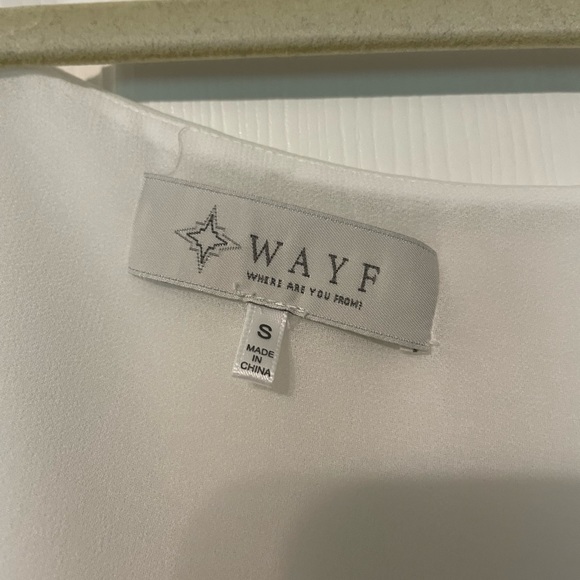 WAYF
WHERE ARE YOU FROM?
S
MADE
IN
CHINA